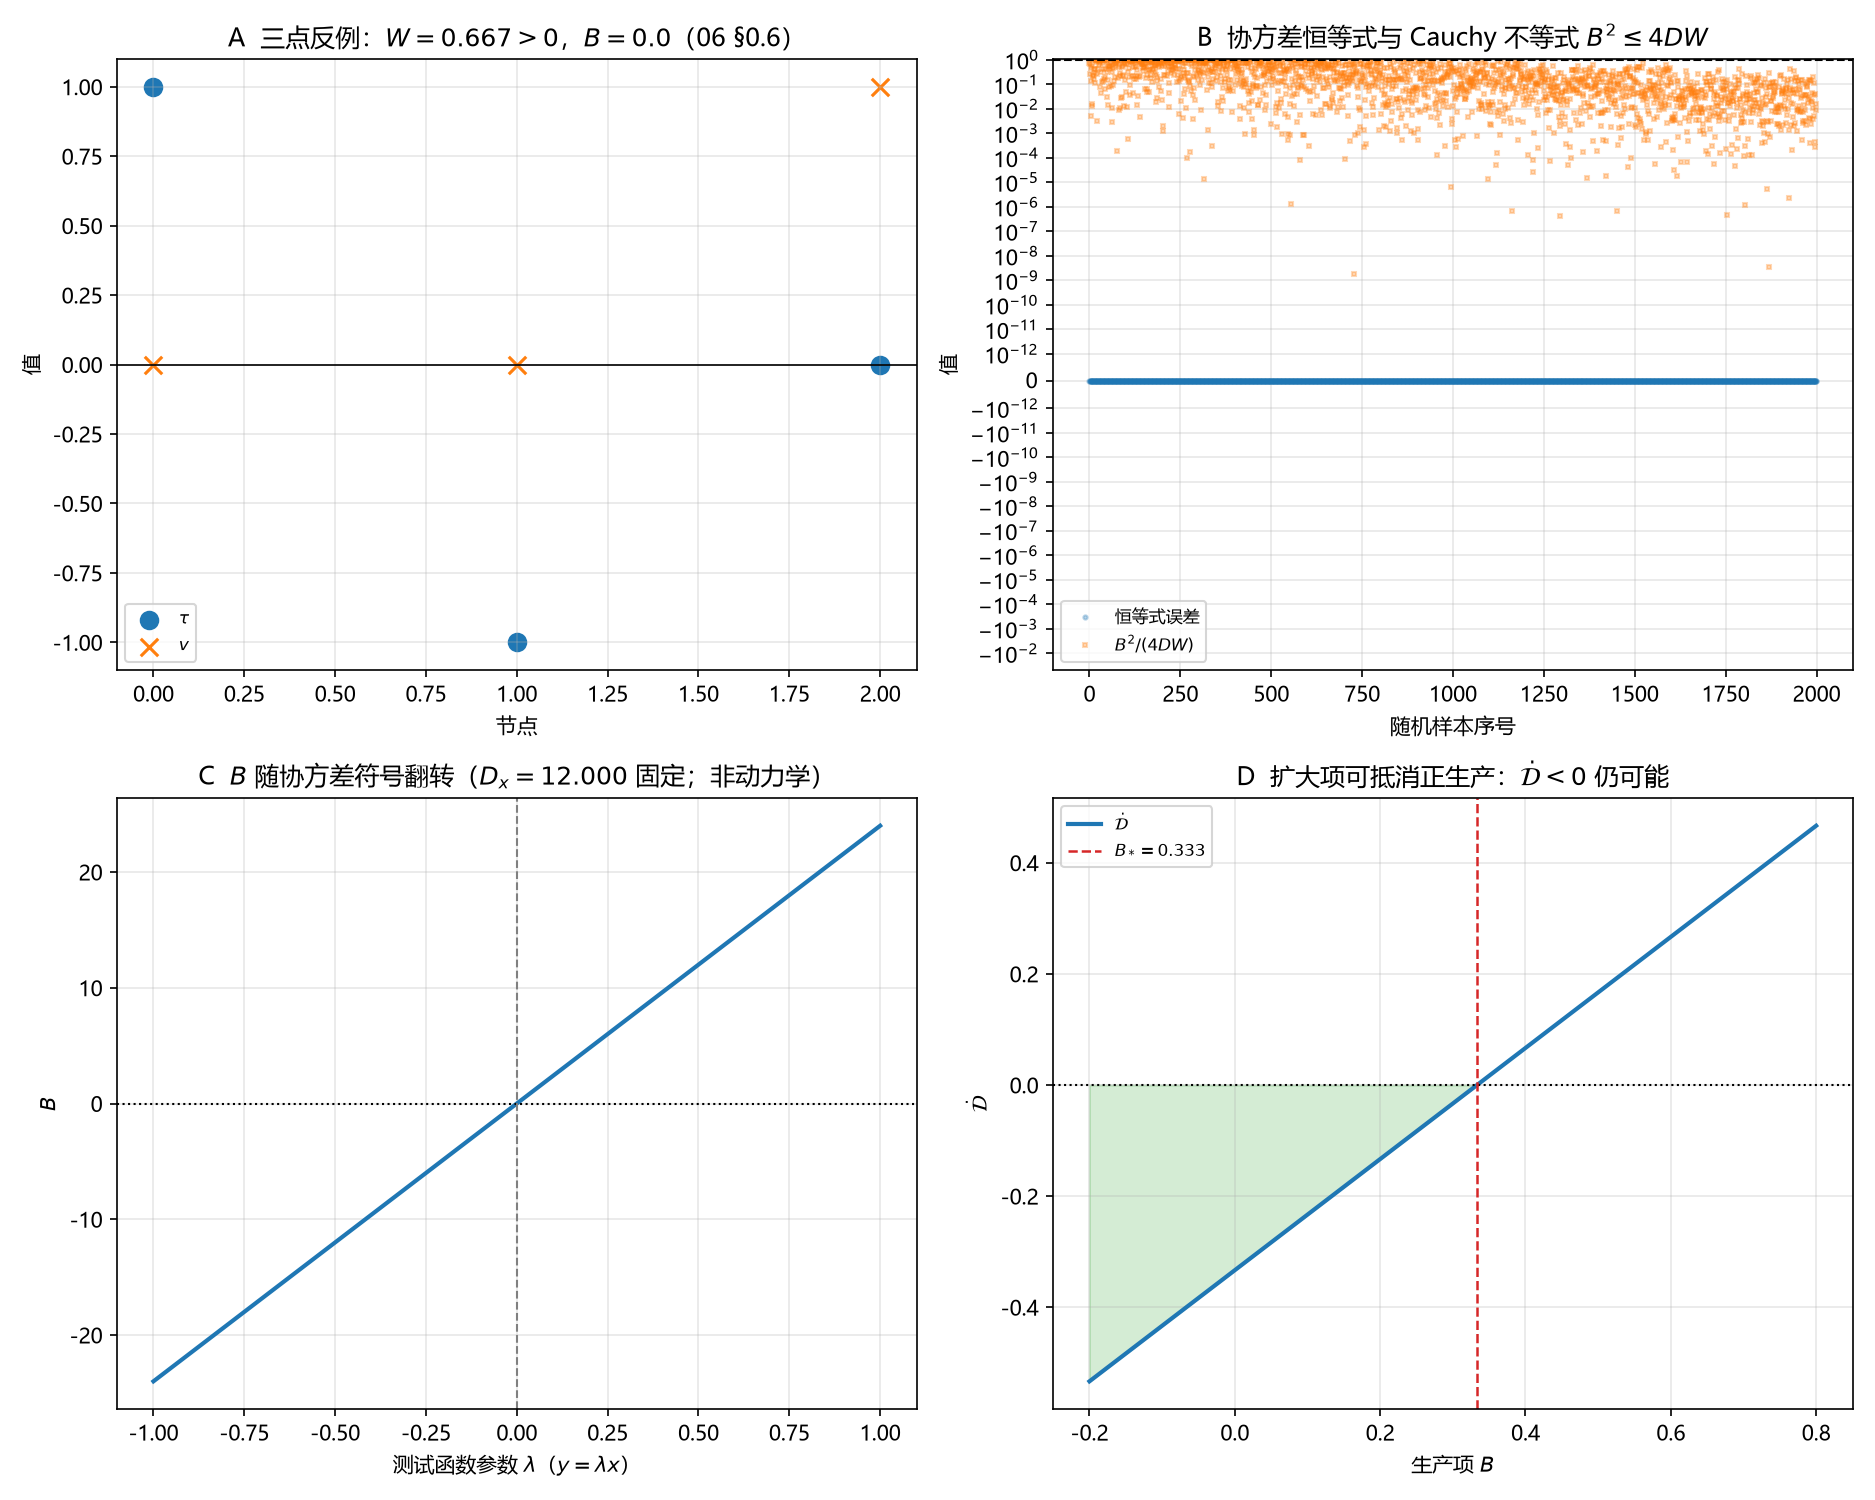 A 三点反例：W = 0.667 > 0，B = 0.0（06 §0.6）
1.00
0.75
0.50
0.25
0.00
-0.25
-0.50
-0.75
-1.00
值
τ
v
0.00 0.25 0.50 0.75 1.00 1.25 1.50 1.75 2.00
节点
B 协方差恒等式与 Cauchy 不等式 B² ≤ 4DW
10⁰
10⁻¹
10⁻²
10⁻³
10⁻⁴
10⁻⁵
10⁻⁶
10⁻⁷
10⁻⁸
10⁻⁹
10⁻¹⁰
10⁻¹¹
10⁻¹²
0
−10⁻¹²
−10⁻¹¹
−10⁻¹⁰
−10⁻⁹
−10⁻⁸
−10⁻⁷
−10⁻⁶
−10⁻⁵
−10⁻⁴
−10⁻³
−10⁻²
值
恒等式误差
B²/(4DW)
0 250 500 750 1000 1250 1500 1750 2000
随机样本序号
C B 随协方差符号翻转（Dₓ = 12.000 固定；非动力学）
20
10
0
-10
-20
B
-1.00 -0.75 -0.50 -0.25 0.00 0.25 0.50 0.75 1.00
测试函数参数 λ（y = λx）
D 扩大项可抵消正生产：𝒟̇ < 0 仍可能
𝒟̇
B* = 0.333
0.4
0.2
0.0
-0.2
-0.4
𝒟̇
-0.2 0.0 0.2 0.4 0.6 0.8
生产项 B